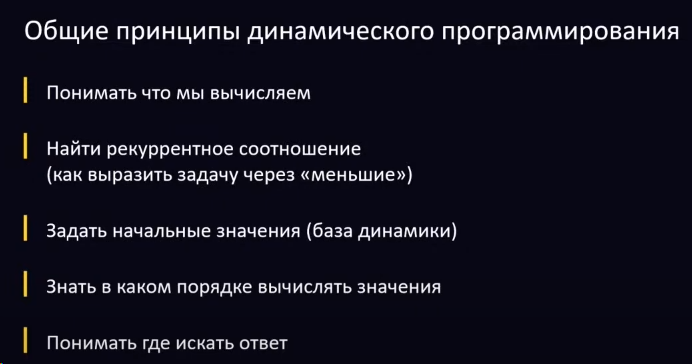 Общие принципы динамического программирования
Понимать что мы вычисляем
Найти рекуррентное соотношение
(как выразить задачу через «меньшие»)
Задать начальные значения (база динамики)
Знать в каком порядке вычислять значения
Понимать где искать ответ